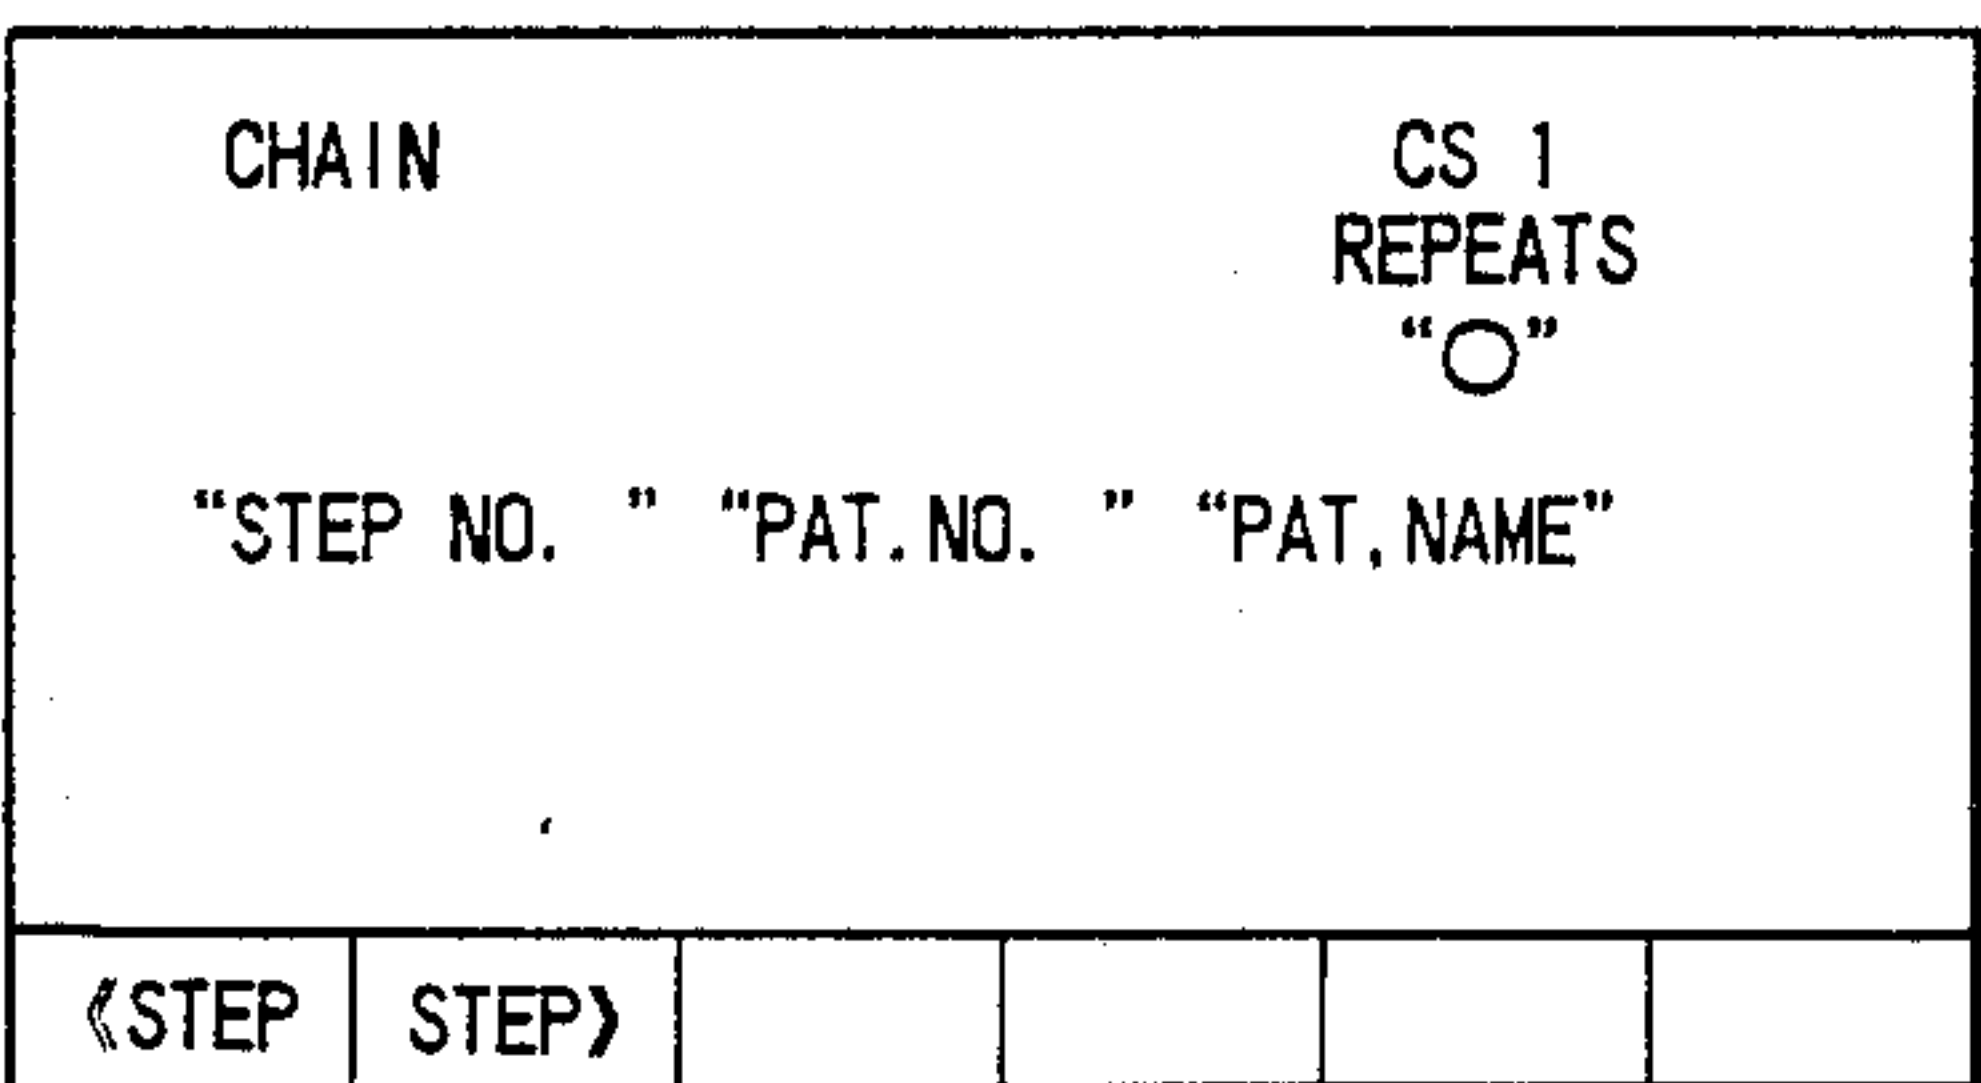 CHAIN CS 1
REPEATS
“○”
“STEP NO. ” “PAT.NO. ” “PAT,NAME”
《STEP STEP》